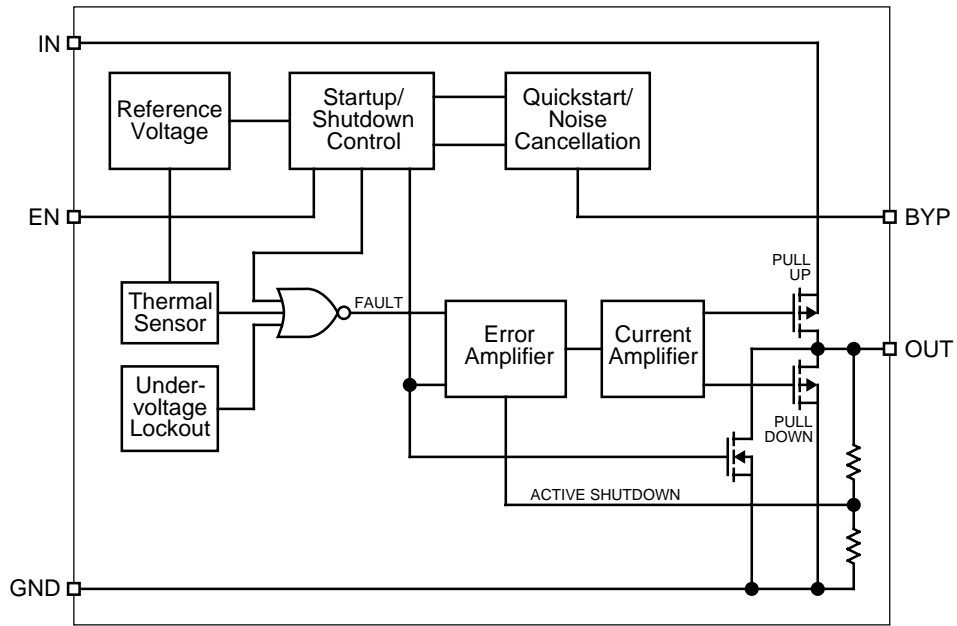 IN
Reference
Voltage
Startup/
Shutdown
Control
Quickstart/
Noise
Cancellation
EN
BYP
PULL
UP
Thermal
Sensor
FAULT
Error
Amplifier
Current
Amplifier
OUT
Under-
voltage
Lockout
PULL
DOWN
ACTIVE SHUTDOWN
GND